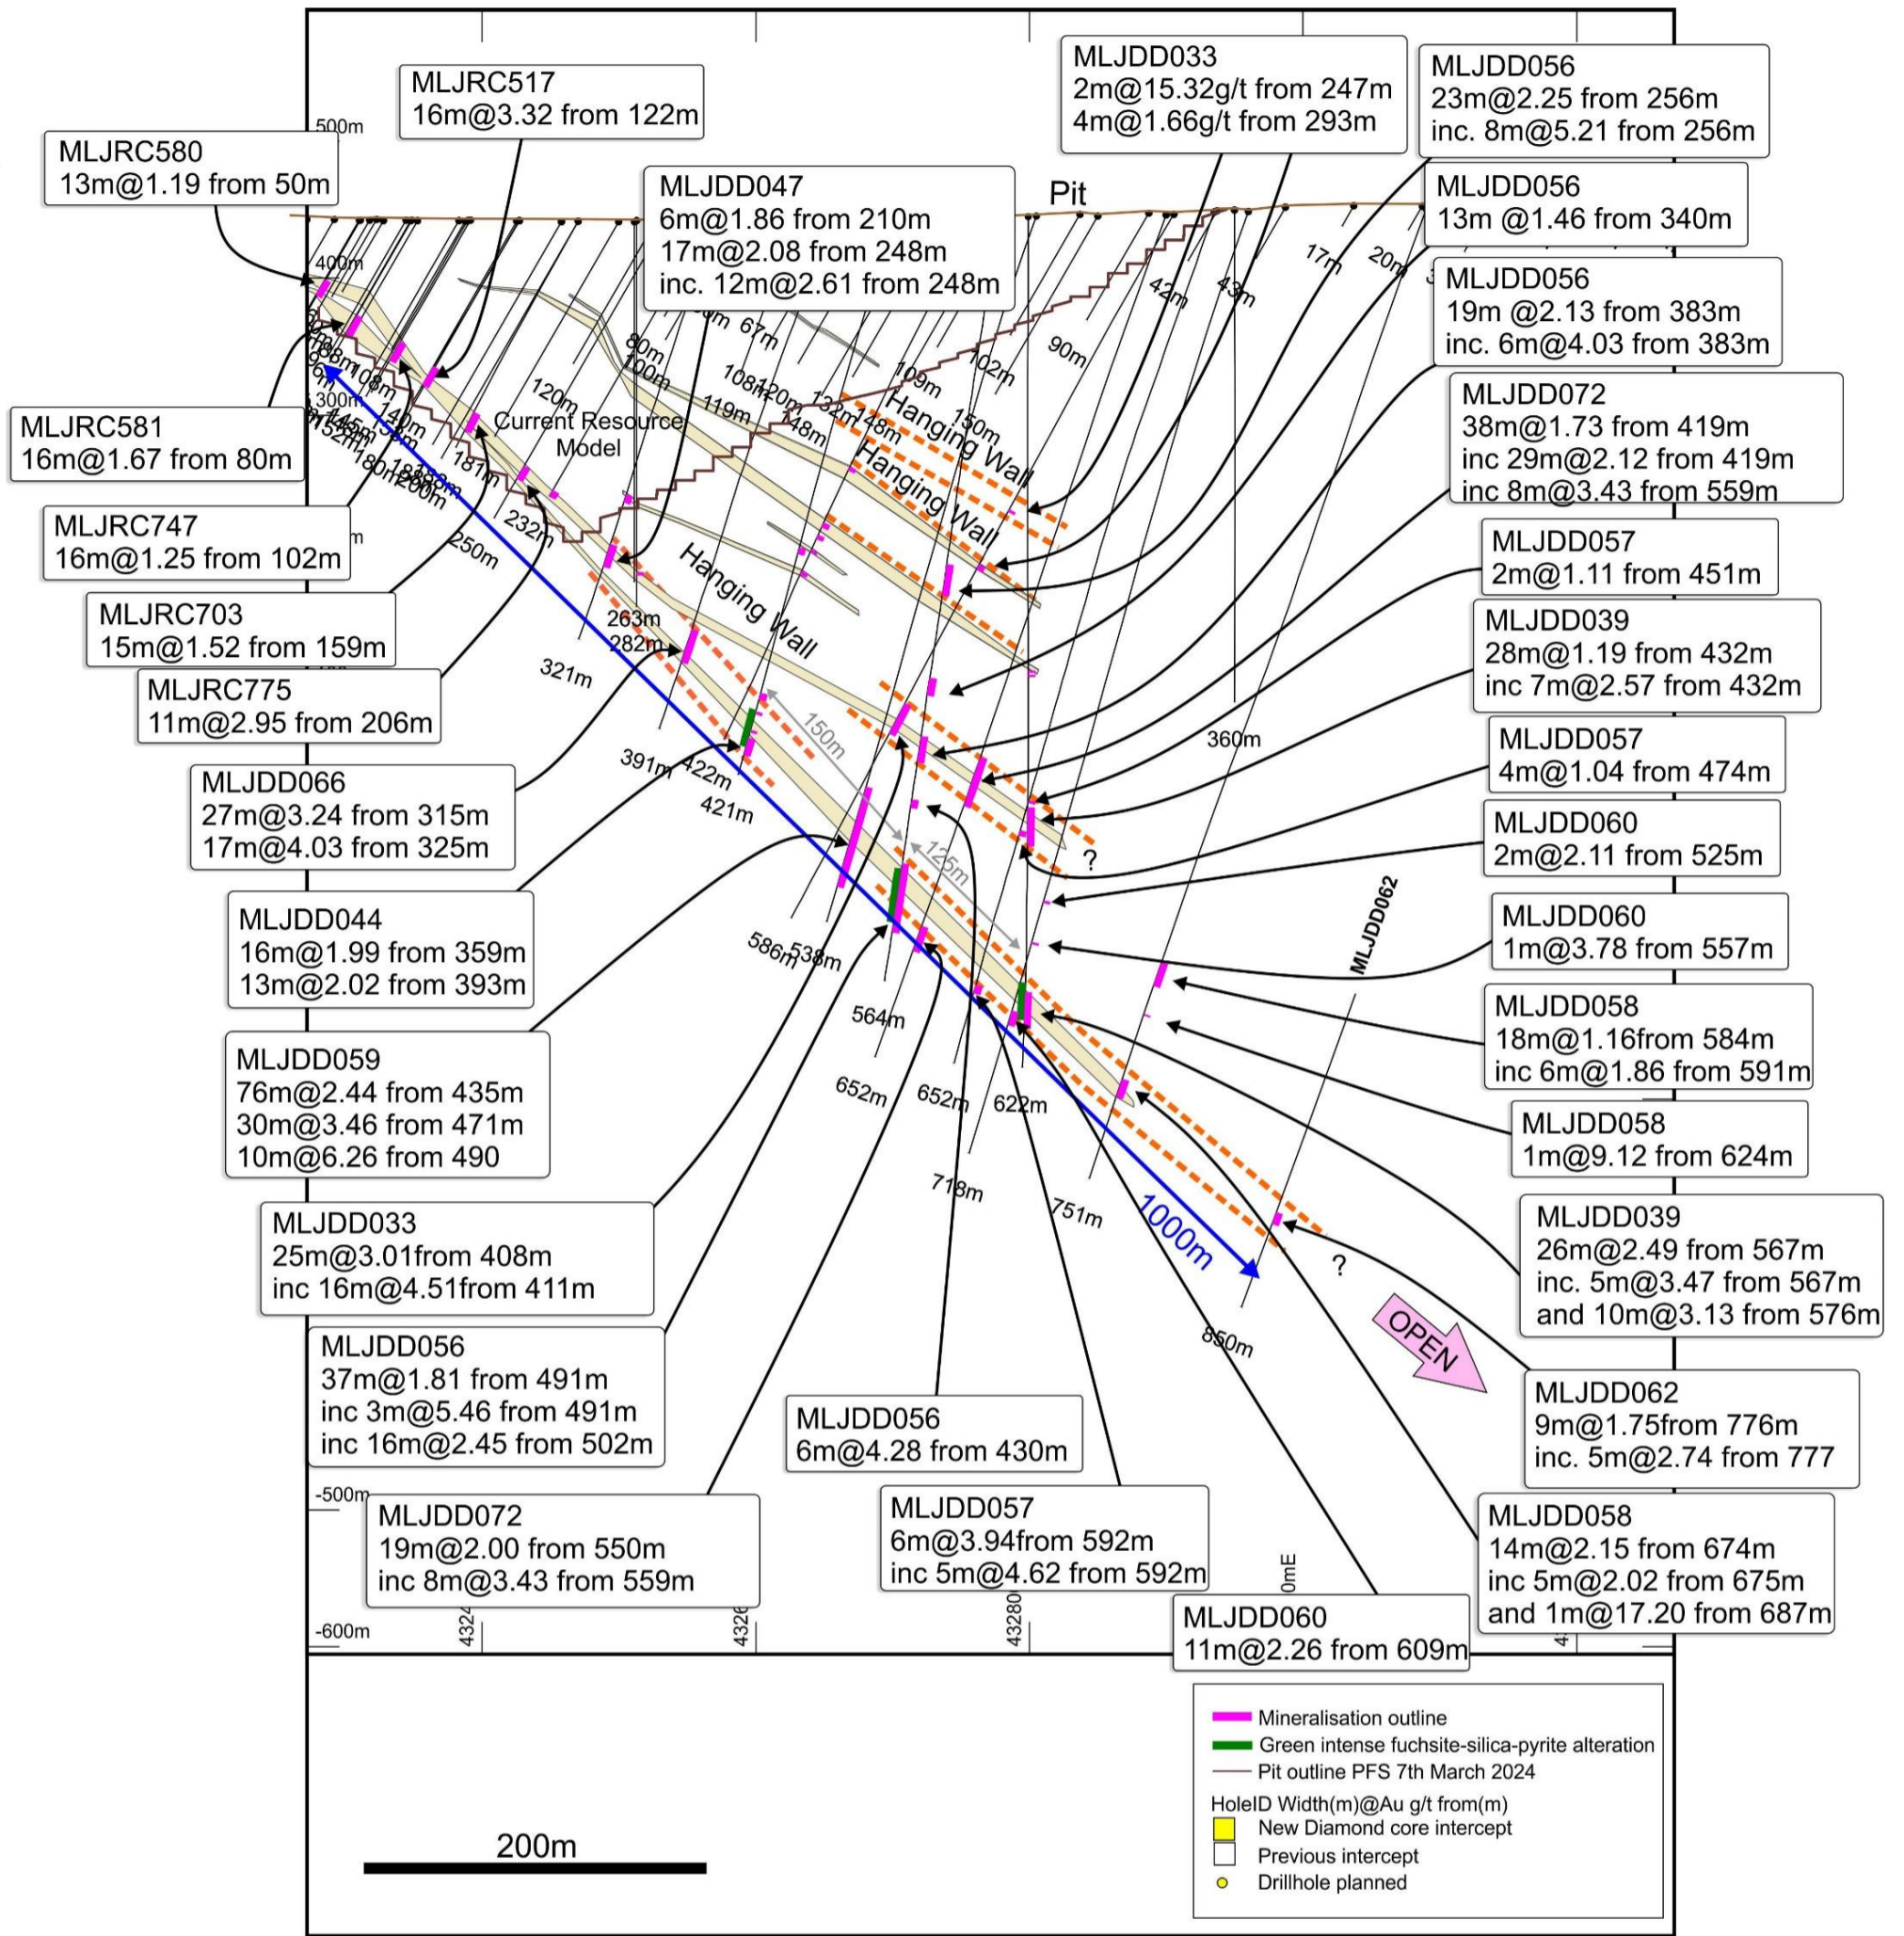 MLJRC517
16m@3.32 from 122m
MLJDD033
2m@15.32g/t from 247m
4m@1.66g/t from 293m
MLJDD056
23m@2.25 from 256m
inc. 8m@5.21 from 256m
500m
MLJRC580
13m@1.19 from 50m
MLJDD047
6m@1.86 from 210m
17m@2.08 from 248m
inc. 12m@2.61 from 248m
Pit
MLJDD056
13m @1.46 from 340m
400m
17m
20m
42m
43m
MLJDD056
19m @2.13 from 383m
inc. 6m@4.03 from 383m
67m
80m
100m
90m
102m
109m
108m
120m
132m
148m
150m
119m
148m
120m
88m
108m
140m
300m
145m
152m
180m
181m
200m
Current Resource
Model
Hanging Wall
Hanging Wall
Hanging Wall
MLJRC581
16m@1.67 from 80m
MLJDD072
38m@1.73 from 419m
inc 29m@2.12 from 419m
inc 8m@3.43 from 559m
MLJRC747
16m@1.25 from 102m
232m
250m
MLJDD057
2m@1.11 from 451m
MLJRC703
15m@1.52 from 159m
263m
282m
321m
MLJDD039
28m@1.19 from 432m
inc 7m@2.57 from 432m
MLJRC775
11m@2.95 from 206m
150m
360m
391m
422m
421m
MLJDD057
4m@1.04 from 474m
MLJDD066
27m@3.24 from 315m
17m@4.03 from 325m
125m
?
MLJDD060
2m@2.11 from 525m
MLJDD044
16m@1.99 from 359m
13m@2.02 from 393m
586m
538m
MLJDD062
MLJDD060
1m@3.78 from 557m
564m
MLJDD058
18m@1.16from 584m
inc 6m@1.86 from 591m
MLJDD059
76m@2.44 from 435m
30m@3.46 from 471m
10m@6.26 from 490
652m
652m
622m
MLJDD058
1m@9.12 from 624m
718m
751m
1000m
MLJDD033
25m@3.01from 408m
inc 16m@4.51from 411m
MLJDD039
26m@2.49 from 567m
inc. 5m@3.47 from 567m
and 10m@3.13 from 576m
?
850m
OPEN
MLJDD056
37m@1.81 from 491m
inc 3m@5.46 from 491m
inc 16m@2.45 from 502m
MLJDD056
6m@4.28 from 430m
MLJDD062
9m@1.75from 776m
inc. 5m@2.74 from 777
-500m
MLJDD072
19m@2.00 from 550m
inc 8m@3.43 from 559m
MLJDD057
6m@3.94from 592m
inc 5m@4.62 from 592m
MLJDD058
14m@2.15 from 674m
inc 5m@2.02 from 675m
and 1m@17.20 from 687m
0mE
MLJDD060
11m@2.26 from 609m
-600m
4324
4326
43280
Mineralisation outline
Green intense fuchsite-silica-pyrite alteration
Pit outline PFS 7th March 2024
HoleID Width(m)@Au g/t from(m)
New Diamond core intercept
Previous intercept
Drillhole planned
200m